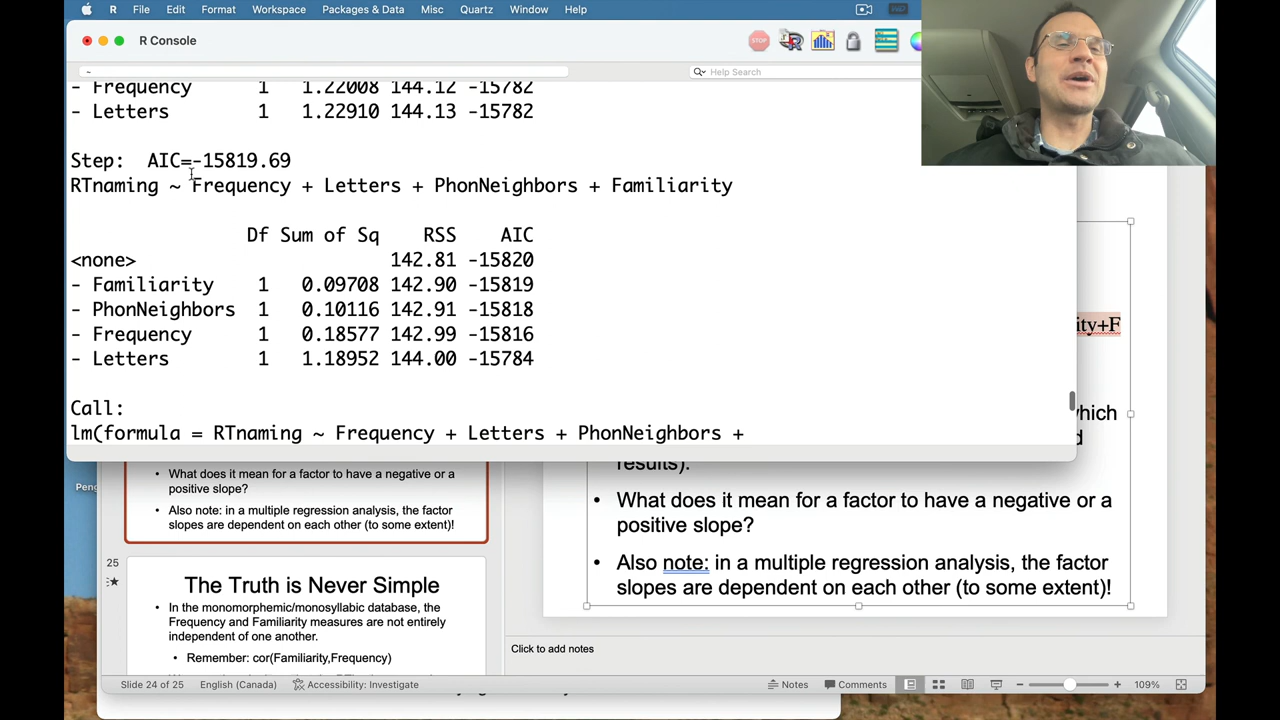 R File Edit Format Workspace Packages & Data Misc Quartz Window Help
R Console
STOP
~
Help Search
- Frequency 1 1.22008 144.12 -15782
- Letters 1 1.22910 144.13 -15782
Step: AIC=-15819.69
RTnaming ~ Frequency + Letters + PhonNeighbors + Familiarity
Df Sum of Sq RSS AIC
<none> 142.81 -15820
- Familiarity 1 0.09708 142.90 -15819
- PhonNeighbors 1 0.10116 142.91 -15818
- Frequency 1 0.18577 142.99 -15816
- Letters 1 1.18952 144.00 -15784
Call:
lm(formula = RTnaming ~ Frequency + Letters + PhonNeighbors +
ity+F
which
d
results).
• What does it mean for a factor to have a negative or a
positive slope?
• Also note: in a multiple regression analysis, the factor
slopes are dependent on each other (to some extent)!
Peng
• What does it mean for a factor to have a negative or a
positive slope?
• Also note: in a multiple regression analysis, the factor
slopes are dependent on each other (to some extent)!
25
The Truth is Never Simple
• In the monomorphemic/monosyllabic database, the
Frequency and Familiarity measures are not entirely
independent of one another.
• Remember: cor(Familiarity,Frequency)
Click to add notes
Slide 24 of 25 English (Canada) Accessibility: Investigate Notes Comments 109%